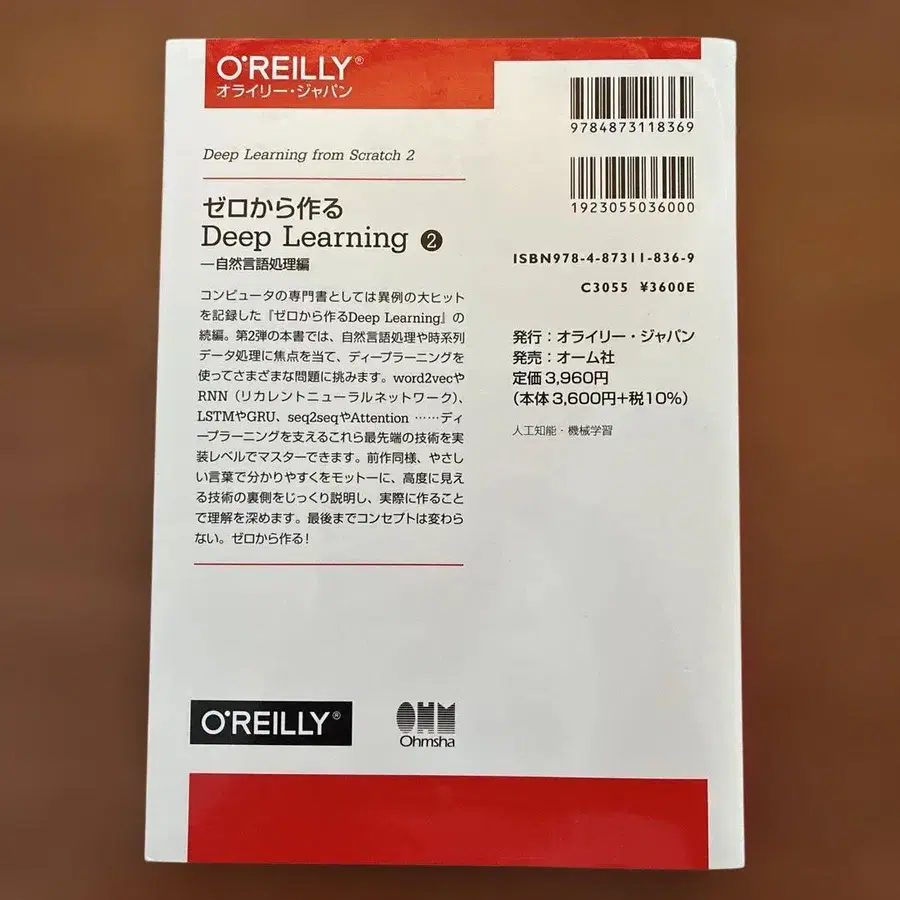 O'REILLY®
オライリー・ジャパン
Deep Learning from Scratch 2
ゼロから作る
Deep Learning ❷
―自然言語処理編
コンピュータの専門書としては異例の大ヒット
を記録した『ゼロから作るDeep Learning』の
続編。第2弾の本書では、自然言語処理や時系列
データ処理に焦点を当て、ディープラーニングを
使ってさまざまな問題に挑みます。word2vecや
RNN（リカレントニューラルネットワーク）、
LSTMやGRU、seq2seqやAttention ……ディ
ープラーニングを支えるこれら最先端の技術を実
装レベルでマスターできます。前作同様、やさし
い言葉で分かりやすくをモットーに、高度に見え
る技術の裏側をじっくり説明し、実際に作ること
で理解を深めます。最後までコンセプトは変わら
ない。ゼロから作る！
9784873118369
1923055036000
ISBN978-4-87311-836-9
C3055 ¥3600E
発行：オライリー・ジャパン
発売：オーム社
定価3,960円
（本体3,600円+税10%）
人工知能・機械学習
O'REILLY®
OHM
Ohmsha